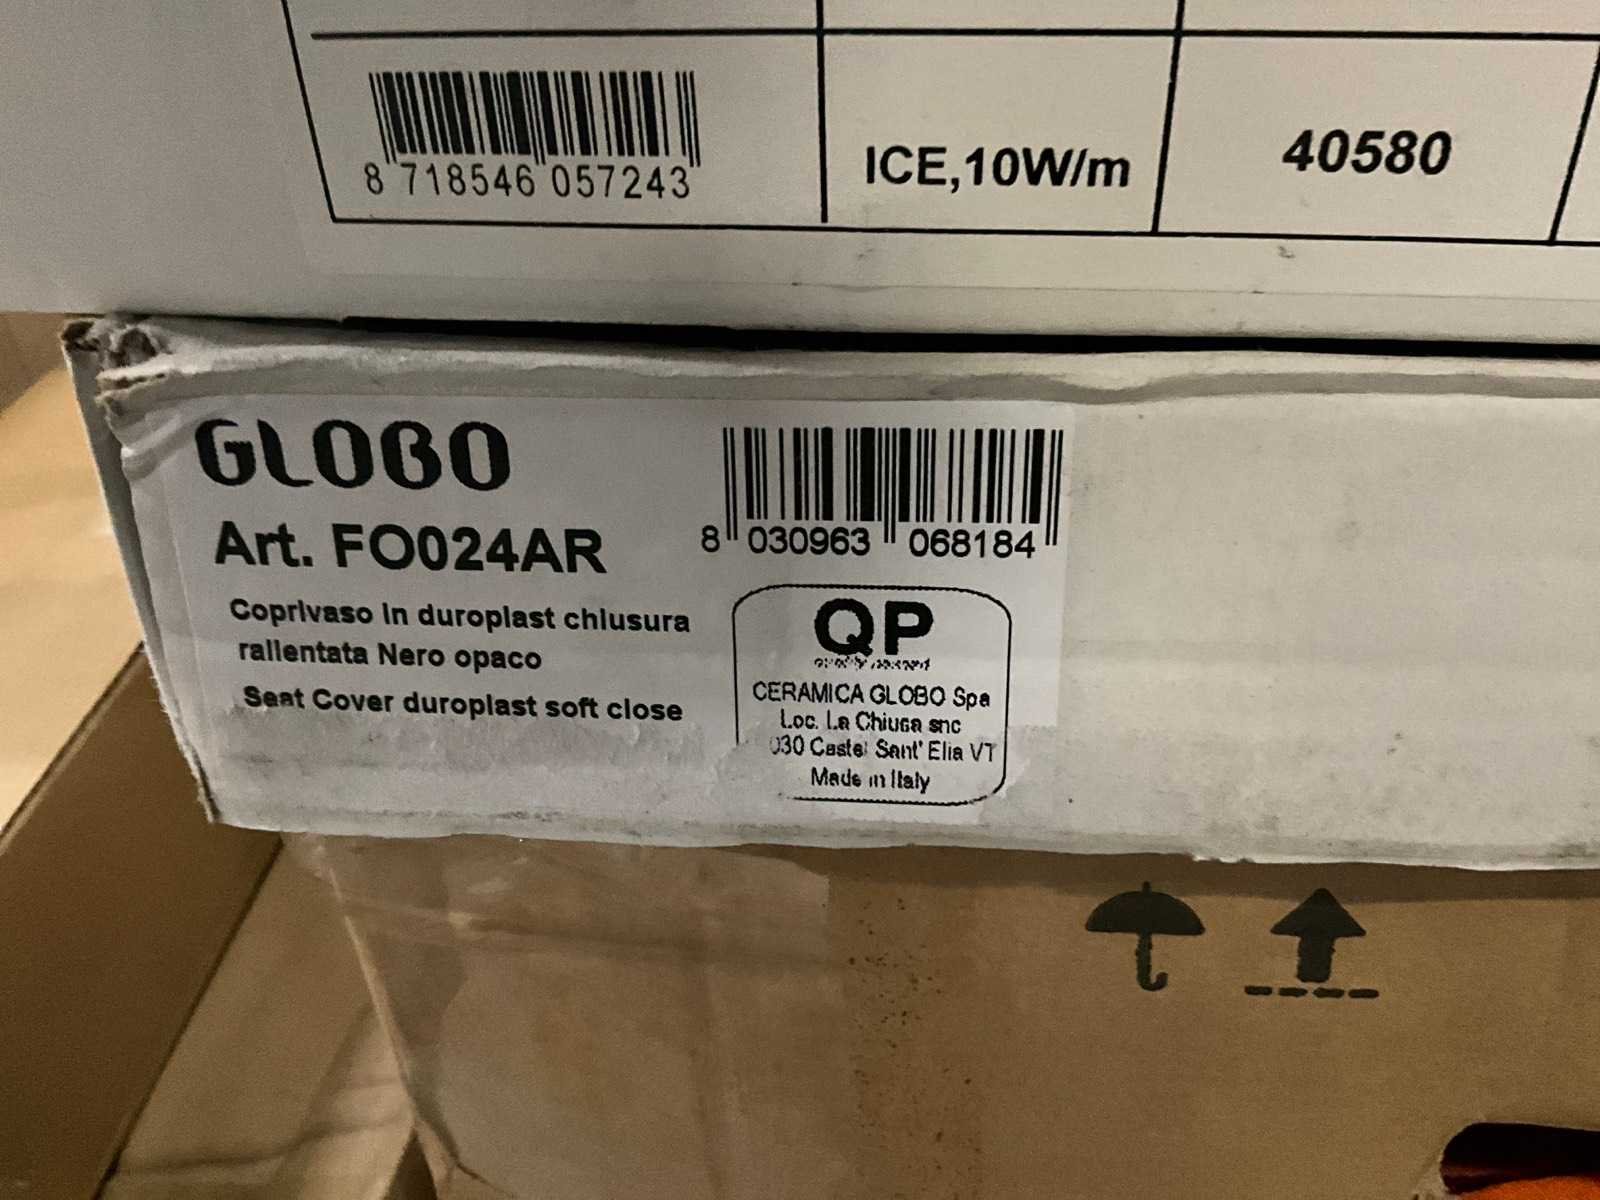 8 718546 057243
ICE,10W/m
40580
GLOBO
Art. FO024AR
Coprivaso in duroplast chiusura
rallentata Nero opaco
Seat Cover duroplast soft close
8 030963 068184
QP
CERAMICA GLOBO Spa
Loc. La Chiusa snc
030 Castel Sant' Elia VT
Made in Italy